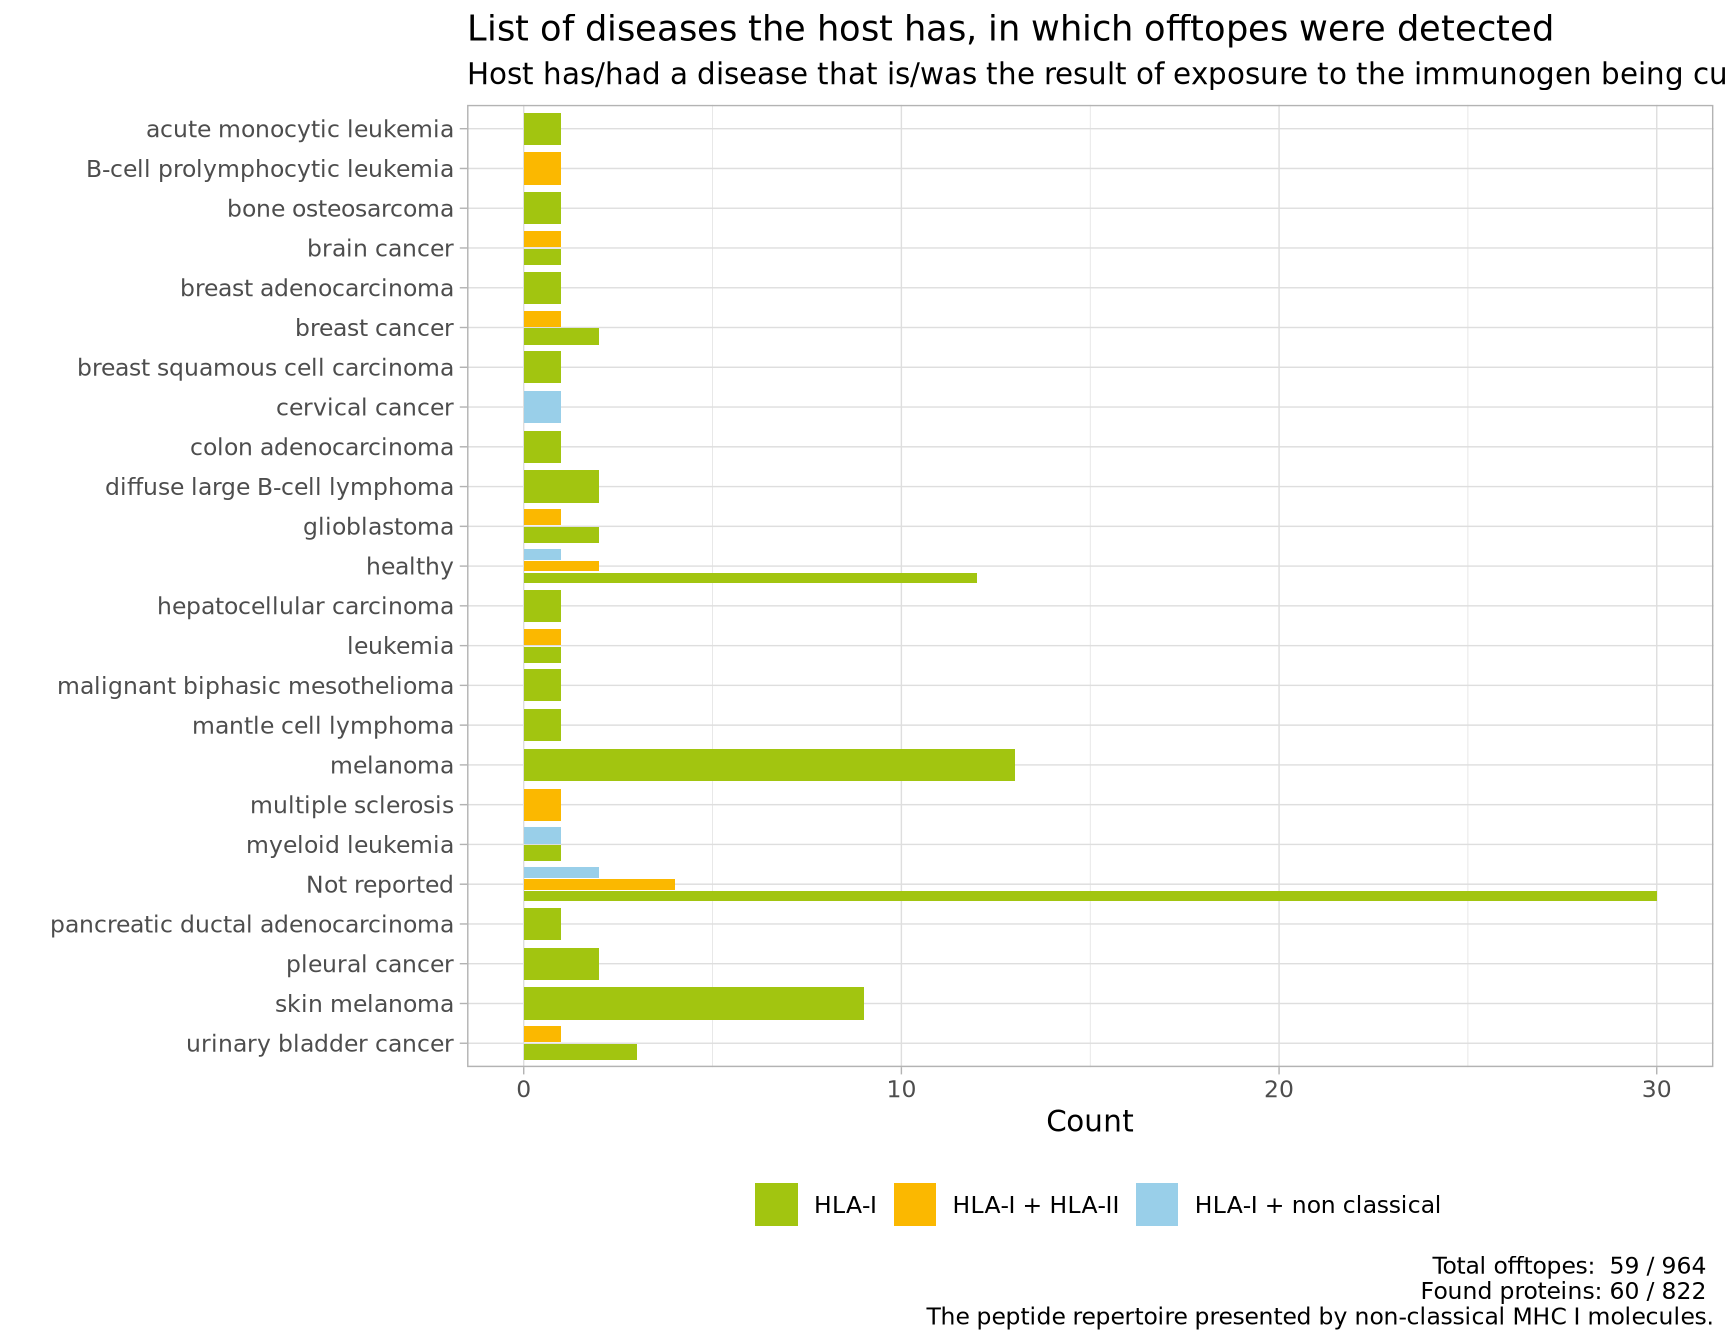 List of diseases the host has, in which offtopes were detected
Host has/had a disease that is/was the result of exposure to the immunogen being cu
acute monocytic leukemia
B-cell prolymphocytic leukemia
bone osteosarcoma
brain cancer
breast adenocarcinoma
breast cancer
breast squamous cell carcinoma
cervical cancer
colon adenocarcinoma
diffuse large B-cell lymphoma
glioblastoma
healthy
hepatocellular carcinoma
leukemia
malignant biphasic mesothelioma
mantle cell lymphoma
melanoma
multiple sclerosis
myeloid leukemia
Not reported
pancreatic ductal adenocarcinoma
pleural cancer
skin melanoma
urinary bladder cancer
0 10 20 30
Count
HLA-I HLA-I + HLA-II HLA-I + non classical
Total offtopes: 59 / 964
Found proteins: 60 / 822
The peptide repertoire presented by non-classical MHC I molecules.